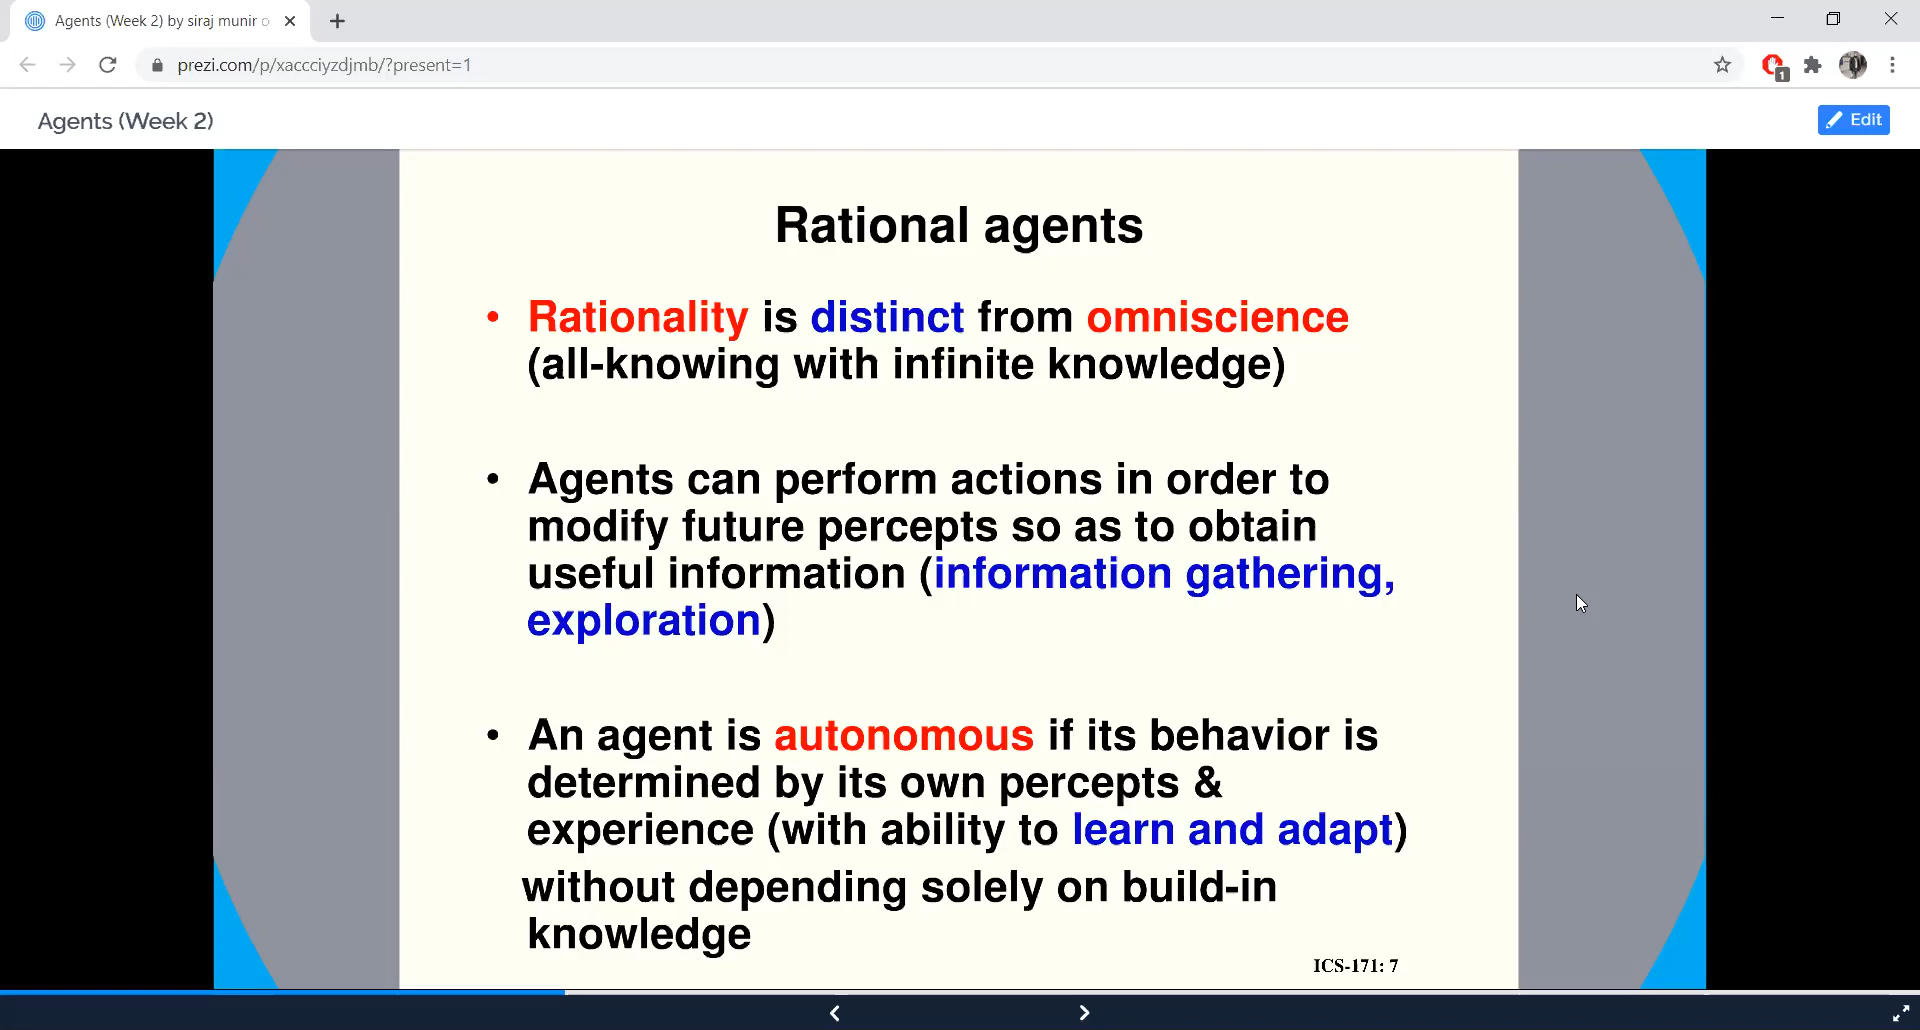 Agents (Week 2) by siraj munir o
prezi.com/p/xaccciyzdjmb/?present=1
1
Agents (Week 2)
Edit
Rational agents
• Rationality is distinct from omniscience
(all-knowing with infinite knowledge)
• Agents can perform actions in order to
modify future percepts so as to obtain
useful information (information gathering,
exploration)
• An agent is autonomous if its behavior is
determined by its own percepts &
experience (with ability to learn and adapt)
without depending solely on build-in
knowledge
ICS-171: 7